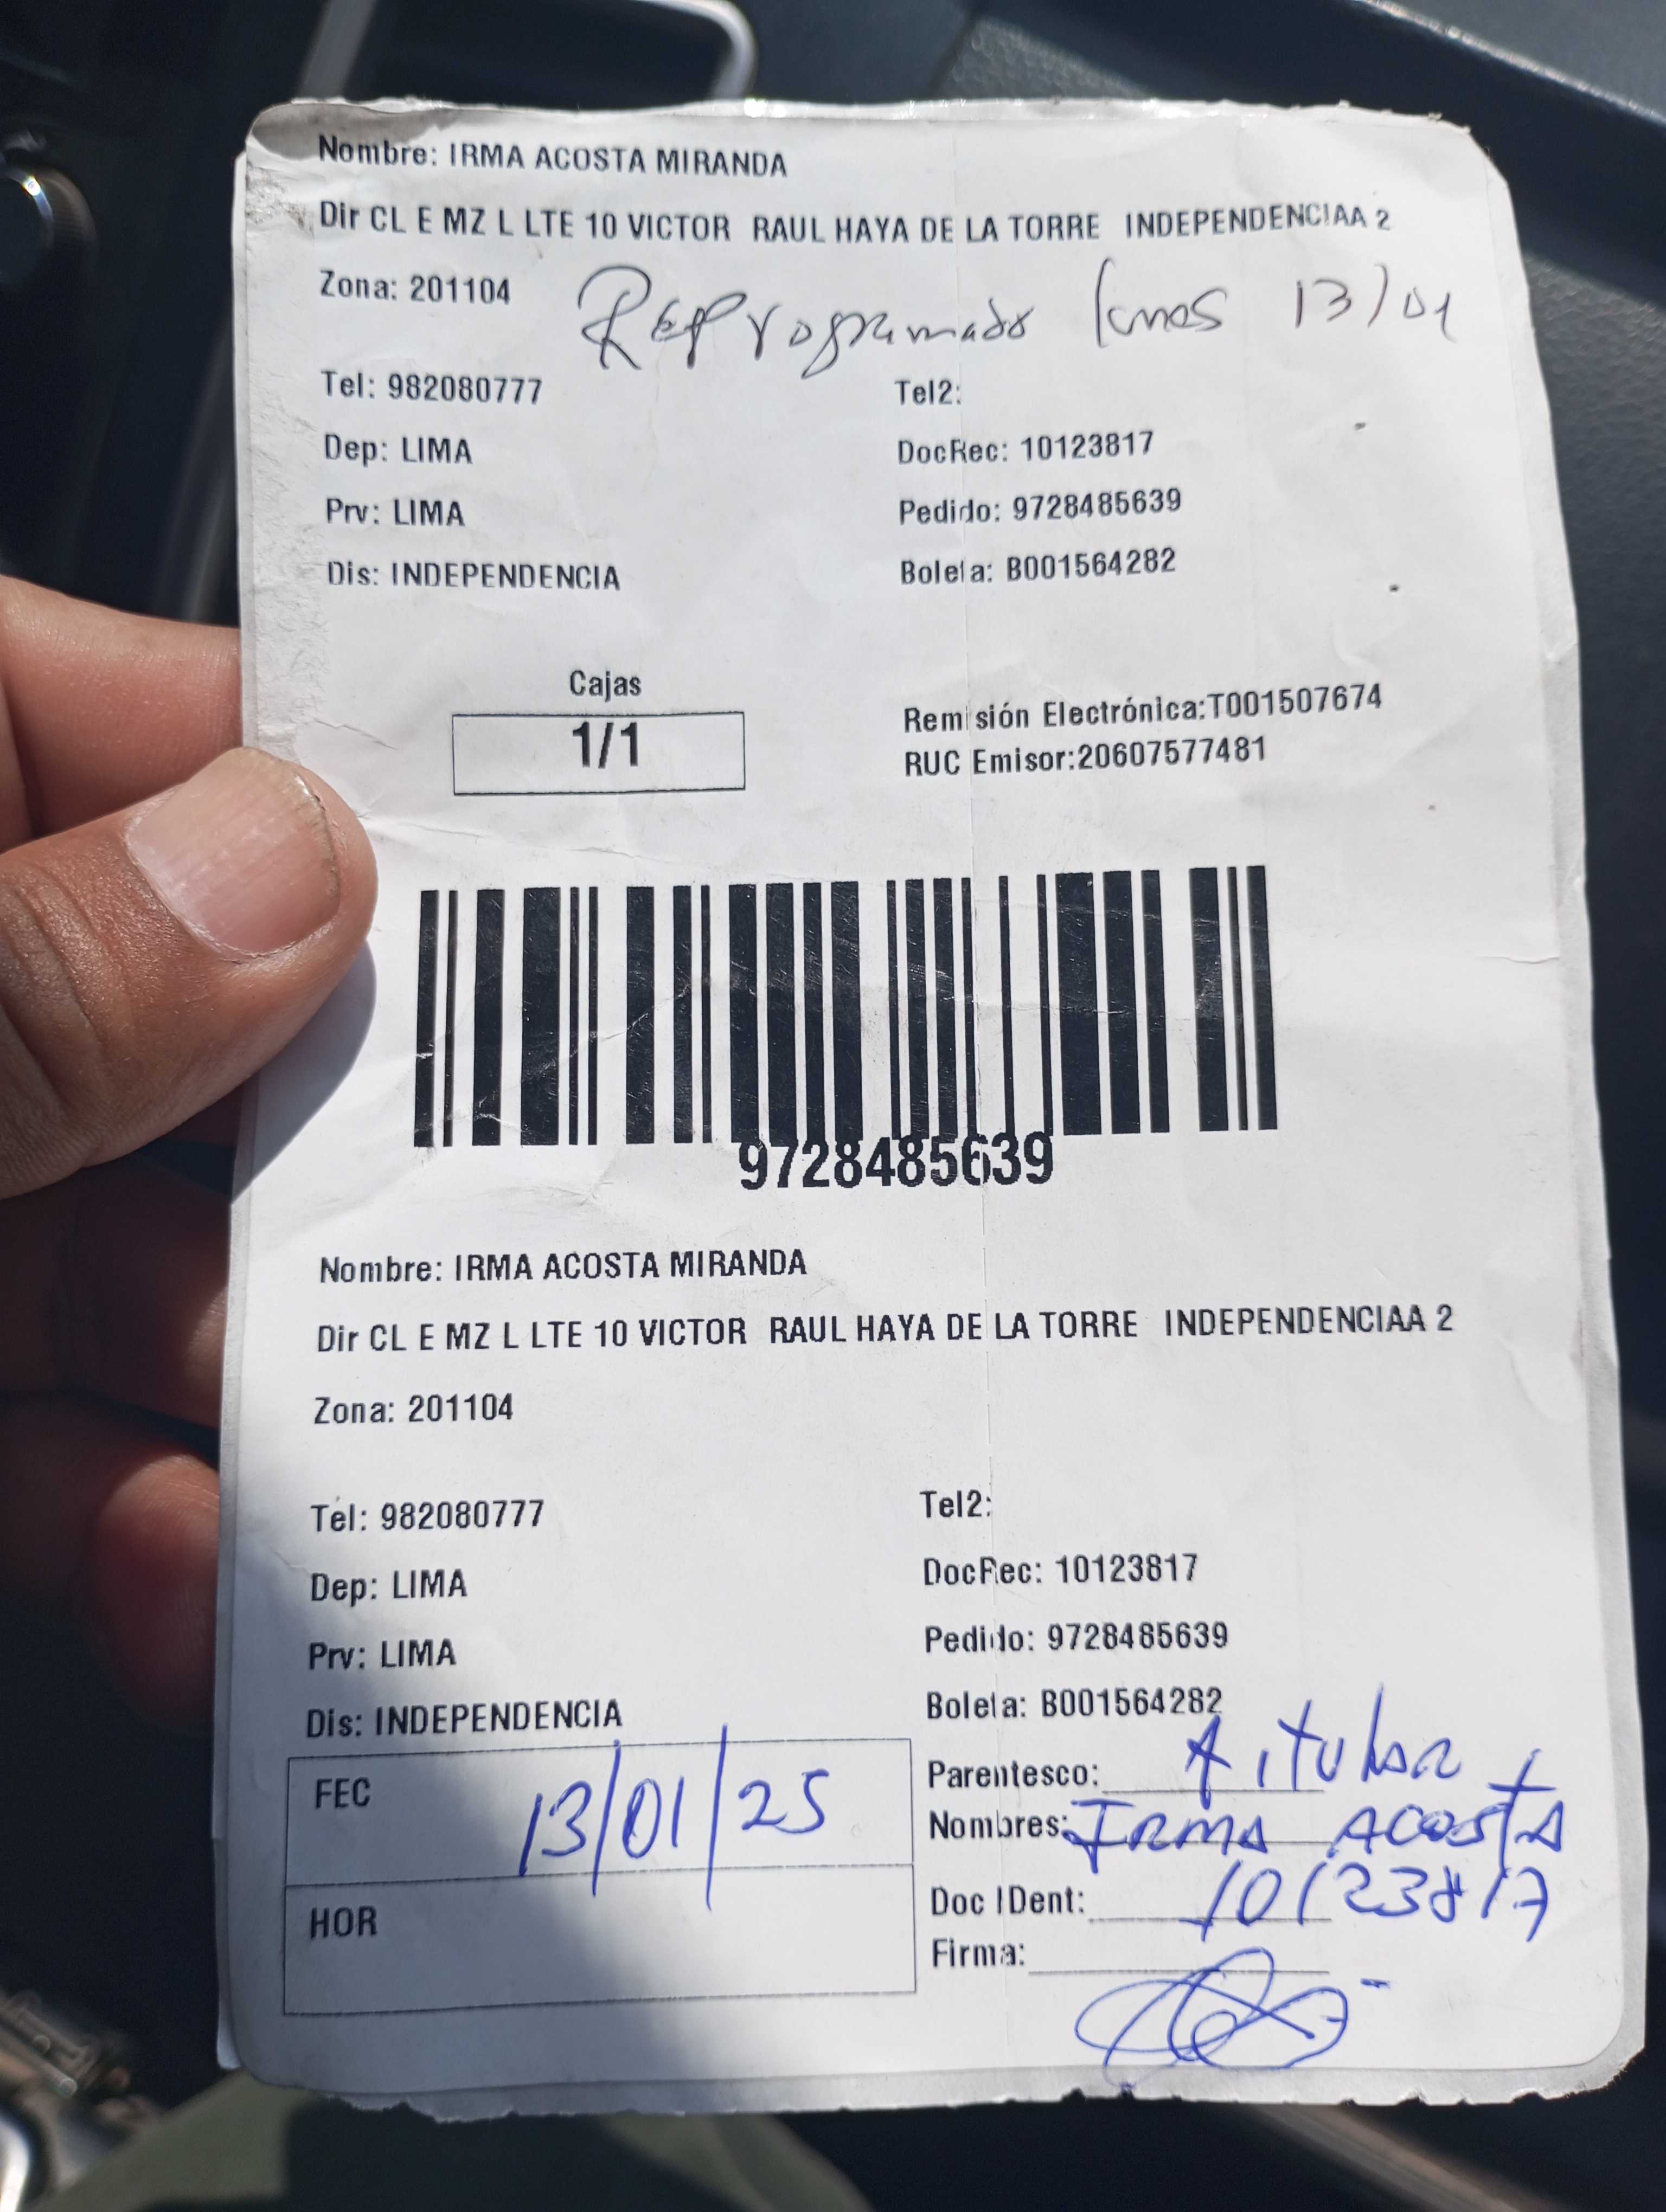 Nombre: IRMA ACOSTA MIRANDA
Dir CL E MZ L LTE 10 VICTOR RAUL HAYA DE LA TORRE INDEPENDENCIAA 2
Zona: 201104
Reprogramado lunes 13/01
Tel: 982080777 Tel2:
Dep: LIMA DocRec: 10123817
Prv: LIMA Pedido: 9728485639
Dis: INDEPENDENCIA Boleta: B001564282
Cajas
1/1
Remisión Electrónica:T001507674
RUC Emisor:20607577481
9728485639
Nombre: IRMA ACOSTA MIRANDA
Dir CL E MZ L LTE 10 VICTOR RAUL HAYA DE LA TORRE INDEPENDENCIAA 2
Zona: 201104
Tel: 982080777 Tel2:
Dep: LIMA DocRec: 10123817
Prv: LIMA Pedido: 9728485639
Dis: INDEPENDENCIA Boleta: B001564282
FEC 13/01/25
HOR
Parentesco: titular
Nombres: IRMA ACOSTA
Doc IDent: 10123817
Firma: